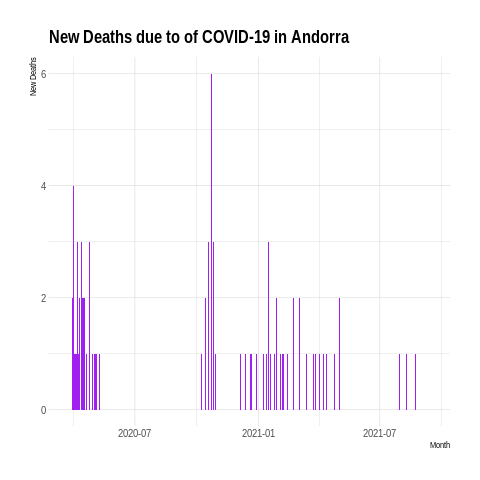 New Deaths due to of COVID-19 in Andorra
New Deaths
6
4
2
0
2020-07
2021-01
2021-07
Month